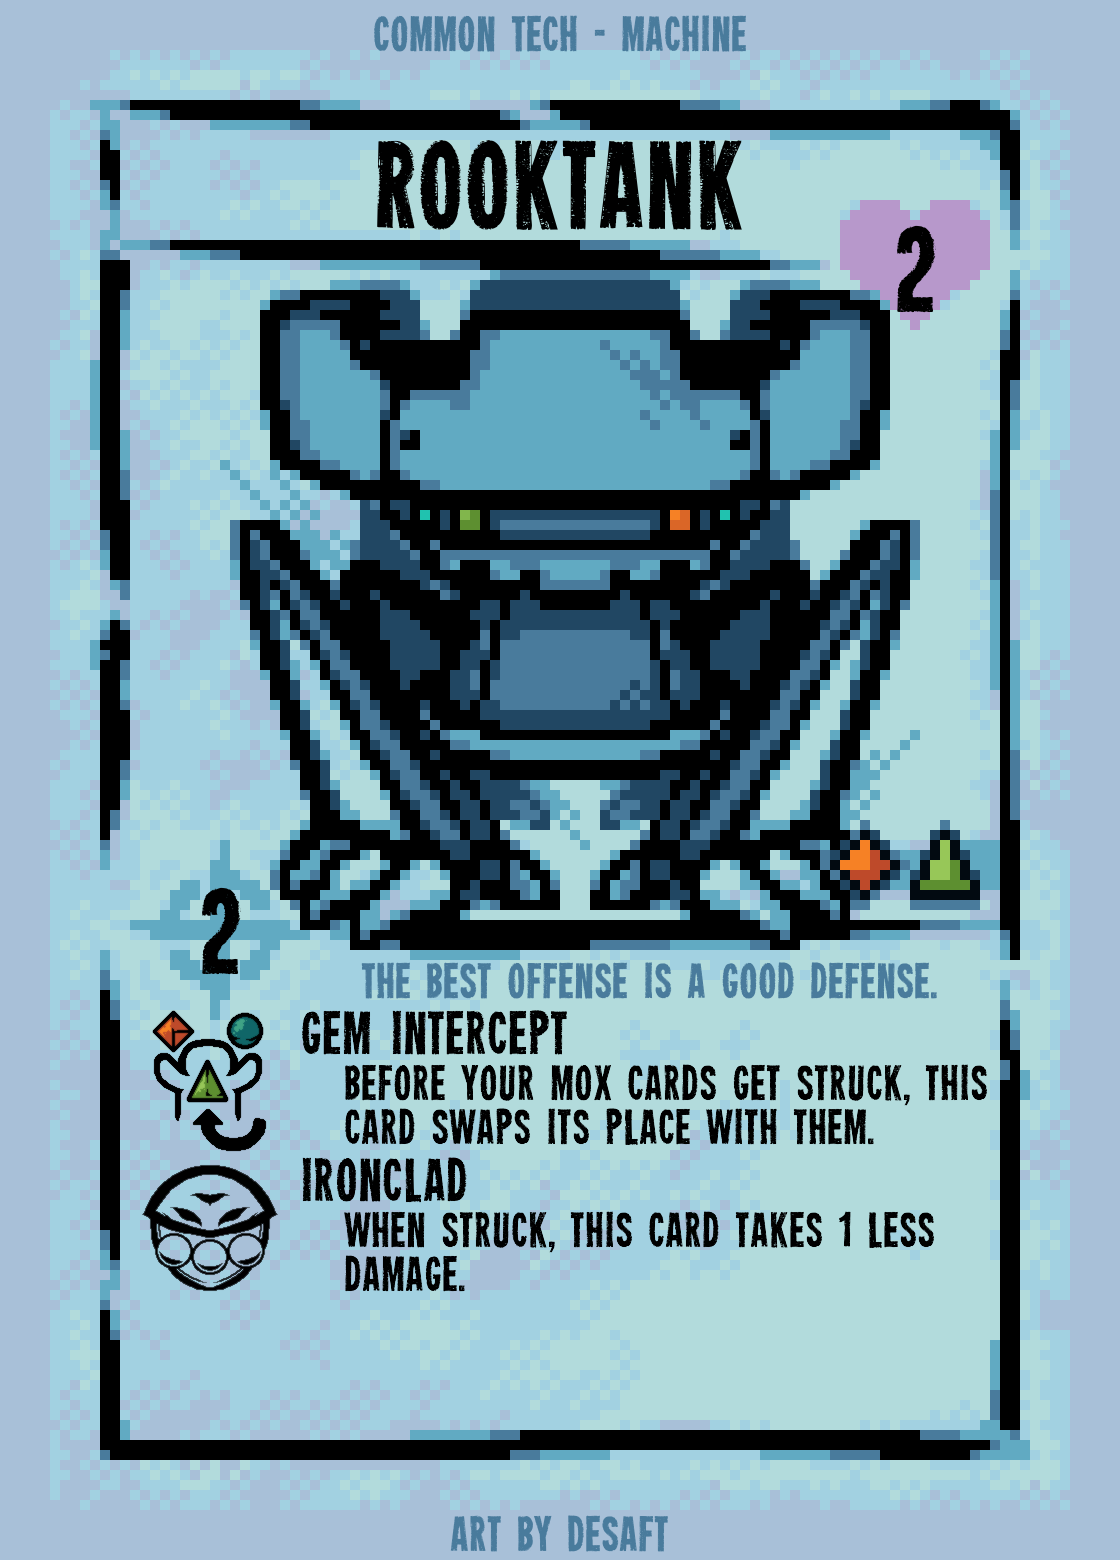 COMMON TECH - MACHINE
ROOKTANK
2
2
THE BEST OFFENSE IS A GOOD DEFENSE.
GEM INTERCEPT
BEFORE YOUR MOX CARDS GET STRUCK, THIS
CARD SWAPS ITS PLACE WITH THEM.
IRONCLAD
WHEN STRUCK, THIS CARD TAKES 1 LESS
DAMAGE.
ART BY DESAFT